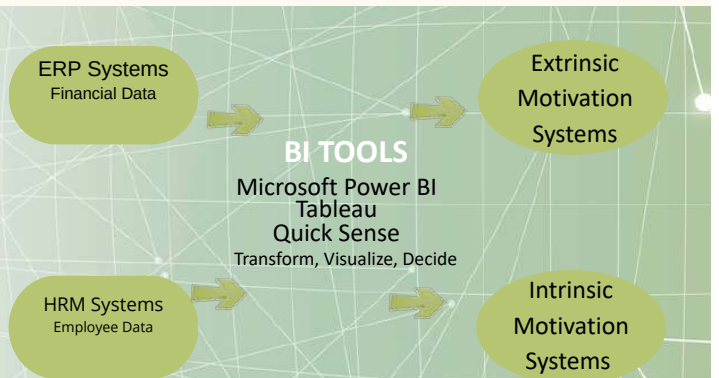 ERP Systems
Financial Data
Extrinsic
Motivation
Systems
BI TOOLS
Microsoft Power BI
Tableau
Quick Sense
Transform, Visualize, Decide
HRM Systems
Employee Data
Intrinsic
Motivation
Systems